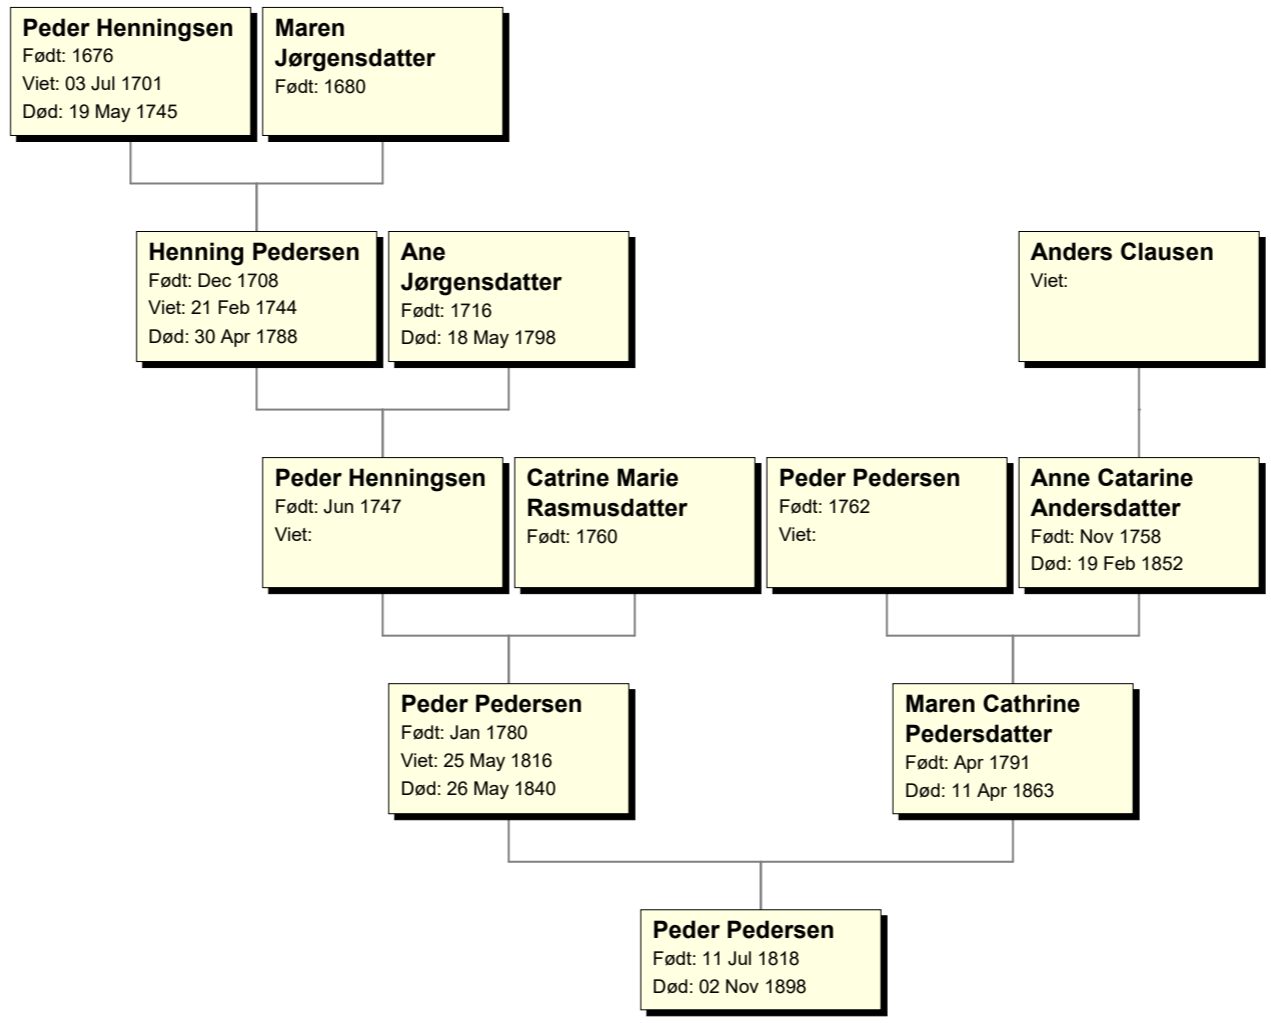 Peder Henningsen
Født: 1676
Viet: 03 Jul 1701
Død: 19 May 1745
Maren
Jørgensdatter
Født: 1680
Henning Pedersen
Født: Dec 1708
Viet: 21 Feb 1744
Død: 30 Apr 1788
Ane
Jørgensdatter
Født: 1716
Død: 18 May 1798
Anders Clausen
Viet:
Peder Henningsen
Født: Jun 1747
Viet:
Catrine Marie
Rasmusdatter
Født: 1760
Peder Pedersen
Født: 1762
Viet:
Anne Catarine
Andersdatter
Født: Nov 1758
Død: 19 Feb 1852
Peder Pedersen
Født: Jan 1780
Viet: 25 May 1816
Død: 26 May 1840
Maren Cathrine
Pedersdatter
Født: Apr 1791
Død: 11 Apr 1863
Peder Pedersen
Født: 11 Jul 1818
Død: 02 Nov 1898